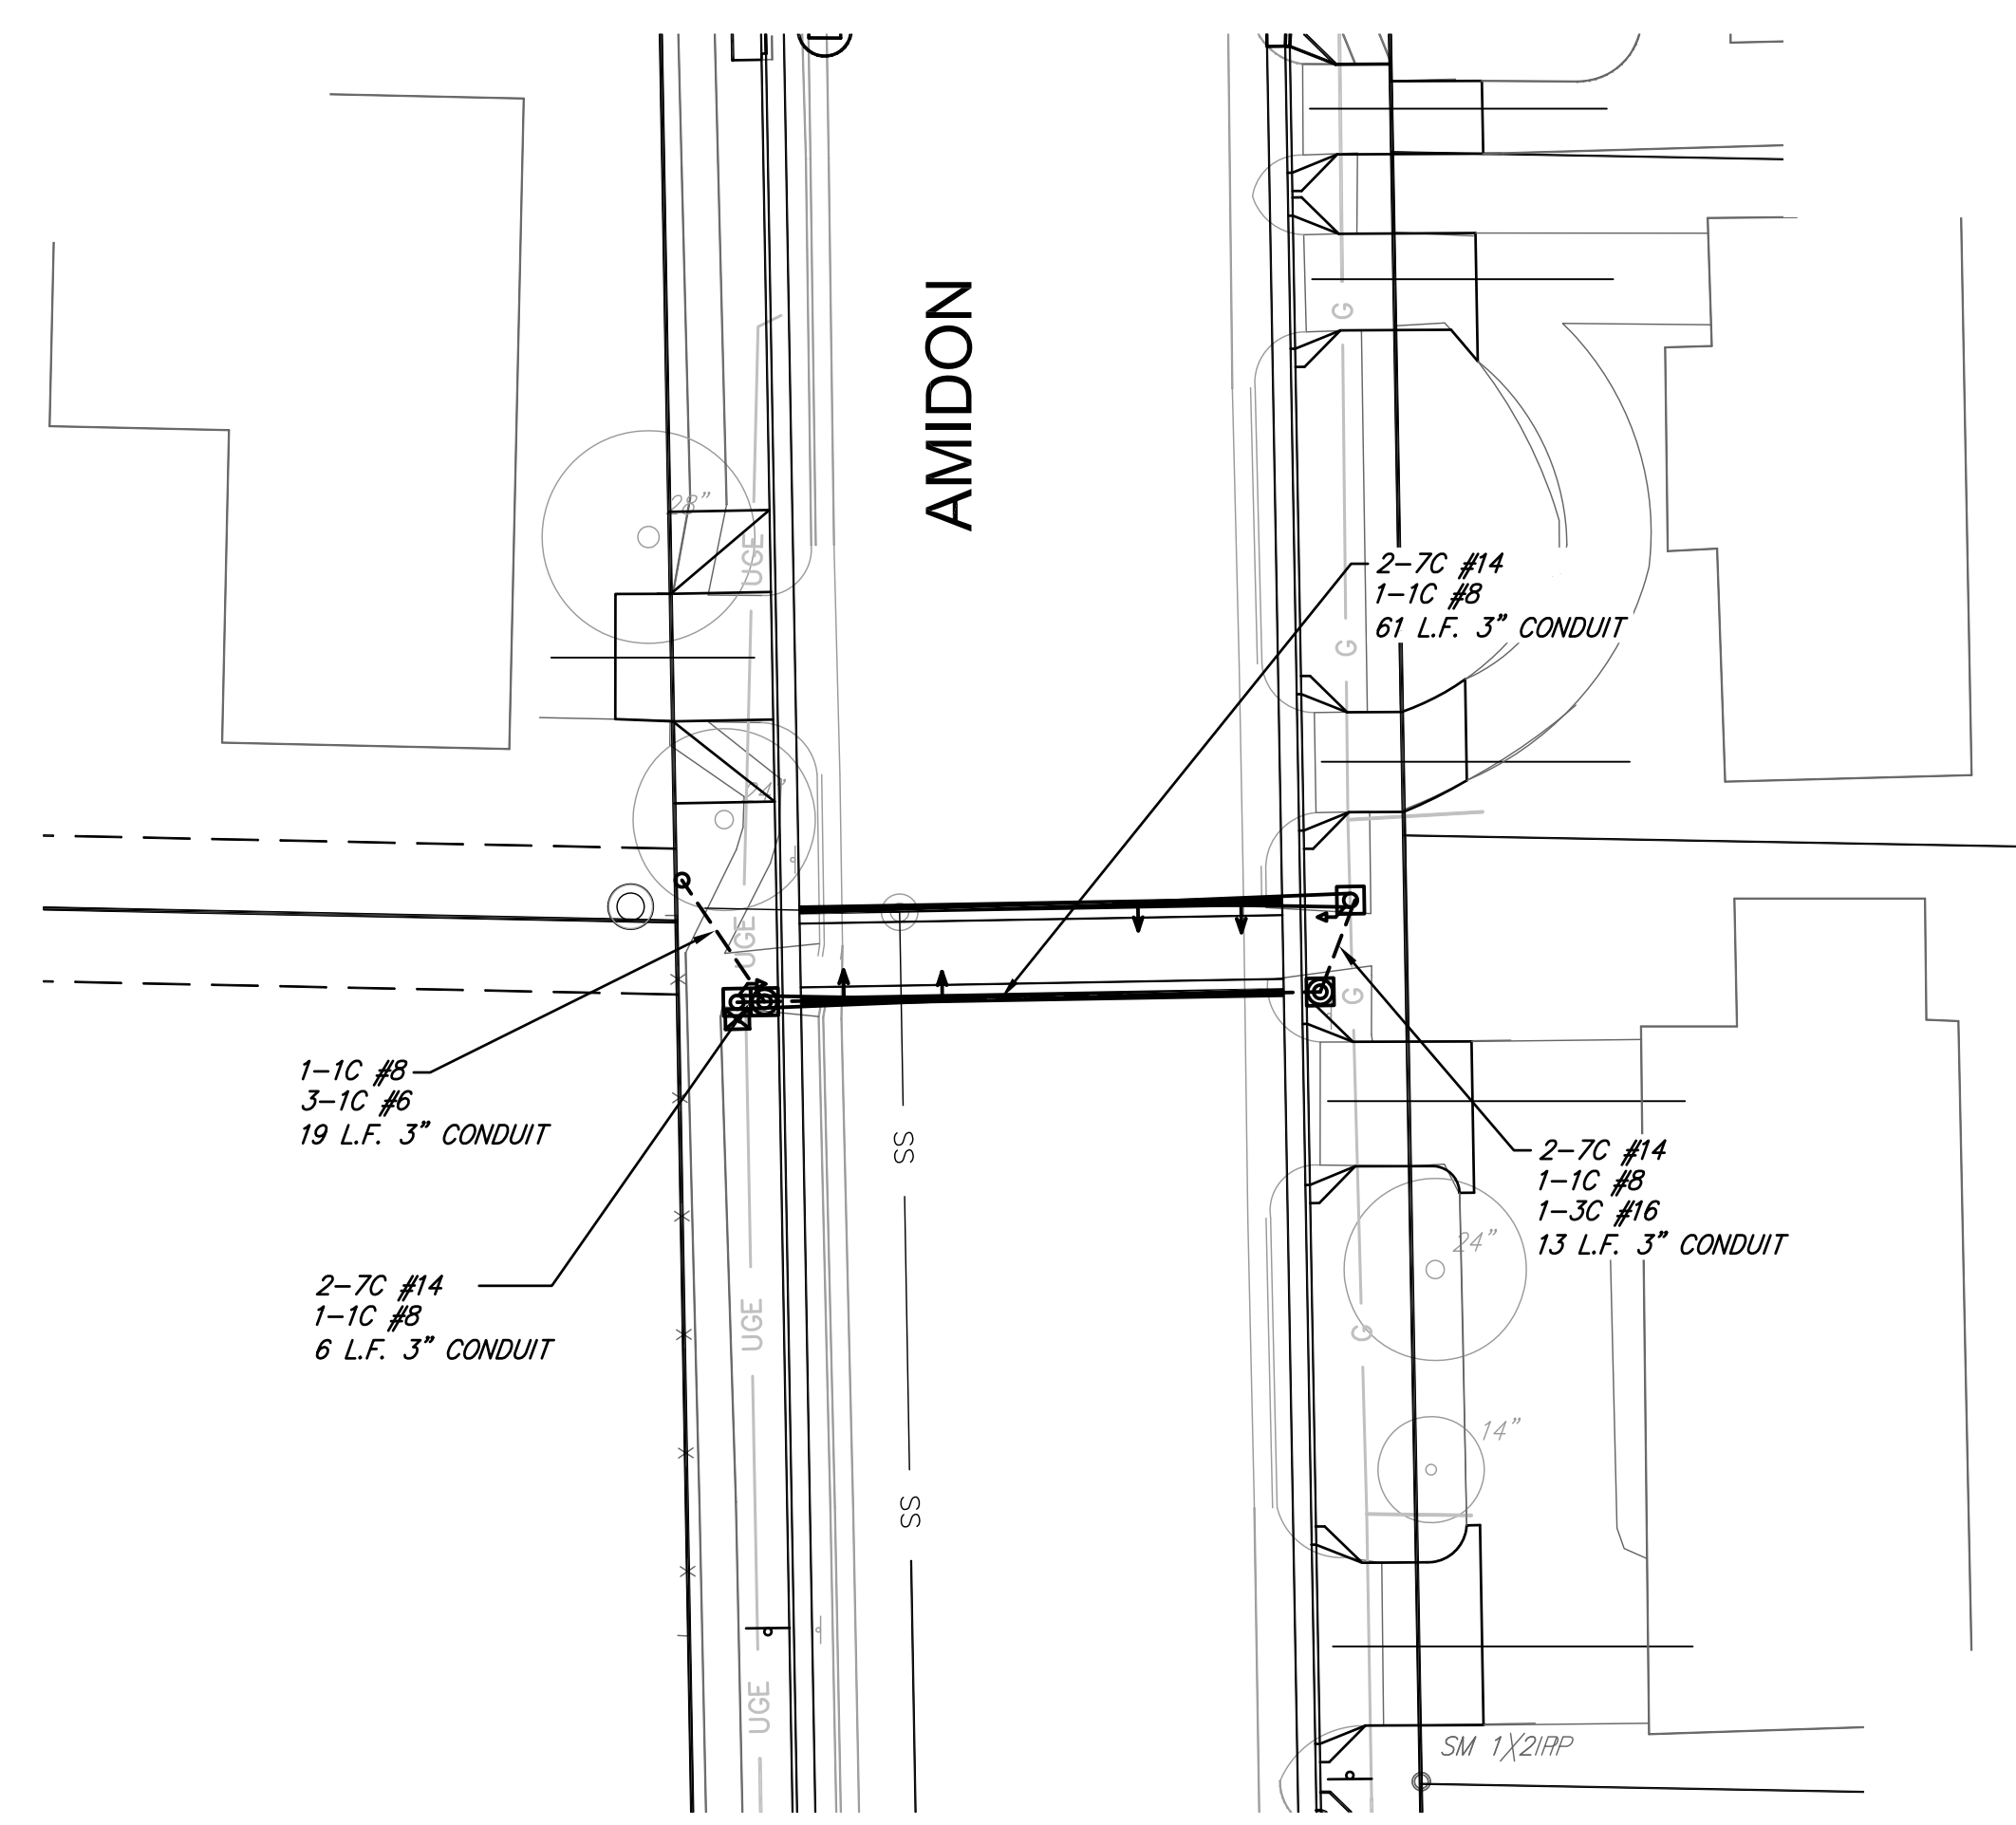 AMIDON
G
28"
UGE
2-7C #14
1-1C #8
61 L.F. 3" CONDUIT
G
UGE
G
1-1C #8
3-1C #6
19 L.F. 3" CONDUIT
SS
2-7C #14
1-1C #8
1-3C #16
13 L.F. 3" CONDUIT
24"
2-7C #14
1-1C #8
6 L.F. 3" CONDUIT
UGE
G
14"
SS
UGE
SM